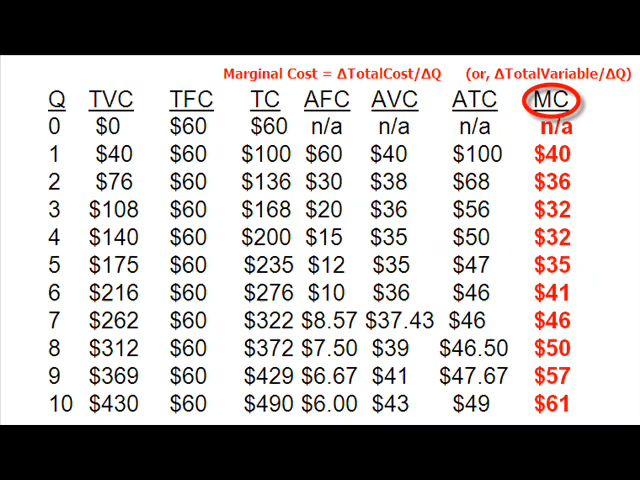 Marginal Cost = ΔTotalCost/ΔQ (or, ΔTotalVariable/ΔQ)
Q TVC TFC TC AFC AVC ATC MC
0 $0 $60 $60 n/a n/a n/a n/a
1 $40 $60 $100 $60 $40 $100 $40
2 $76 $60 $136 $30 $38 $68 $36
3 $108 $60 $168 $20 $36 $56 $32
4 $140 $60 $200 $15 $35 $50 $32
5 $175 $60 $235 $12 $35 $47 $35
6 $216 $60 $276 $10 $36 $46 $41
7 $262 $60 $322 $8.57 $37.43 $46 $46
8 $312 $60 $372 $7.50 $39 $46.50 $50
9 $369 $60 $429 $6.67 $41 $47.67 $57
10 $430 $60 $490 $6.00 $43 $49 $61